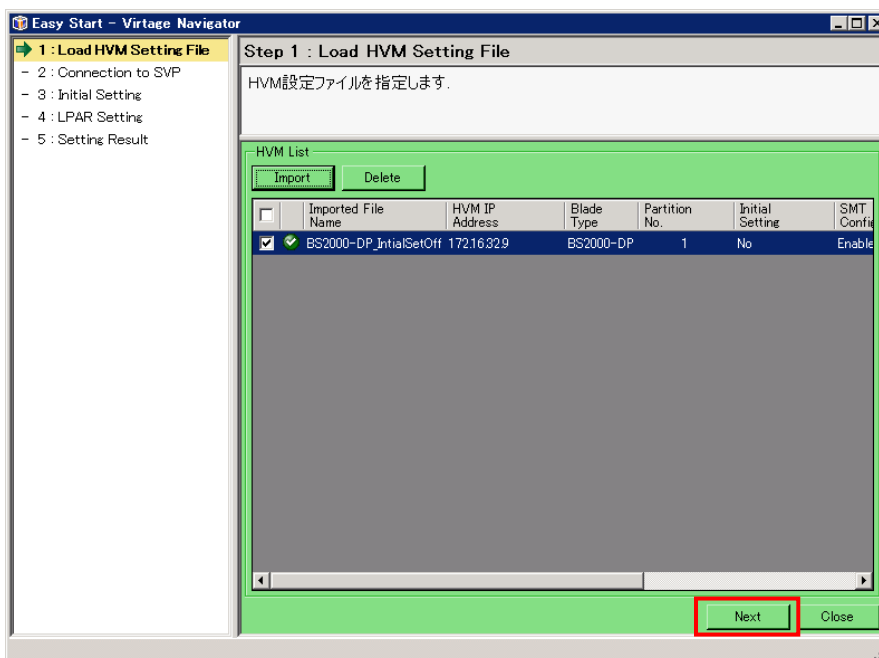 Easy Start - Virtage Navigator
1 : Load HVM Setting File
- 2 : Connection to SVP
- 3 : Initial Setting
- 4 : LPAR Setting
- 5 : Setting Result
Step 1 : Load HVM Setting File
HVM設定ファイルを指定します.
HVM List
Import Delete
Imported File Name HVM IP Address Blade Type Partition No. Initial Setting SMT Config
BS2000-DP_IntialSetOff 172.16.32.9 BS2000-DP 1 No Enable
Next Close